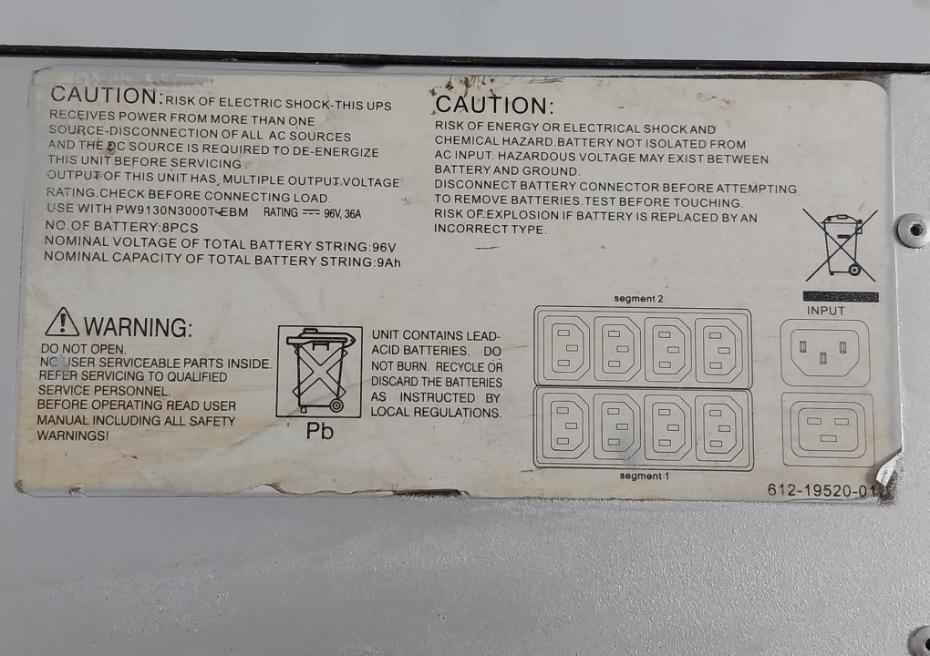 CAUTION:RISK OF ELECTRIC SHOCK-THIS UPS
RECEIVES POWER FROM MORE THAN ONE
SOURCE-DISCONNECTION OF ALL AC SOURCES
AND THE DC SOURCE IS REQUIRED TO DE-ENERGIZE
THIS UNIT BEFORE SERVICING
OUTPUT OF THIS UNIT HAS MULTIPLE OUTPUT VOLTAGE
RATING.CHECK BEFORE CONNECTING LOAD.
USE WITH PW9130N3000T-EBM RATING ⎓ 96V, 36A
NO.OF BATTERY:8PCS
NOMINAL VOLTAGE OF TOTAL BATTERY STRING:96V
NOMINAL CAPACITY OF TOTAL BATTERY STRING:9Ah
CAUTION:
RISK OF ENERGY OR ELECTRICAL SHOCK AND
CHEMICAL HAZARD.BATTERY NOT ISOLATED FROM
AC INPUT. HAZARDOUS VOLTAGE MAY EXIST BETWEEN
BATTERY AND GROUND.
DISCONNECT BATTERY CONNECTOR BEFORE ATTEMPTING
TO REMOVE BATTERIES.TEST BEFORE TOUCHING.
RISK OF EXPLOSION IF BATTERY IS REPLACED BY AN
INCORRECT TYPE.
WARNING:
DO NOT OPEN.
NO USER SERVICEABLE PARTS INSIDE.
REFER SERVICING TO QUALIFIED
SERVICE PERSONNEL.
BEFORE OPERATING READ USER
MANUAL INCLUDING ALL SAFETY
WARNINGS!
Pb
UNIT CONTAINS LEAD-
ACID BATTERIES. DO
NOT BURN. RECYCLE OR
DISCARD THE BATTERIES
AS INSTRUCTED BY
LOCAL REGULATIONS.
segment 2
segment 1
INPUT
612-19520-01